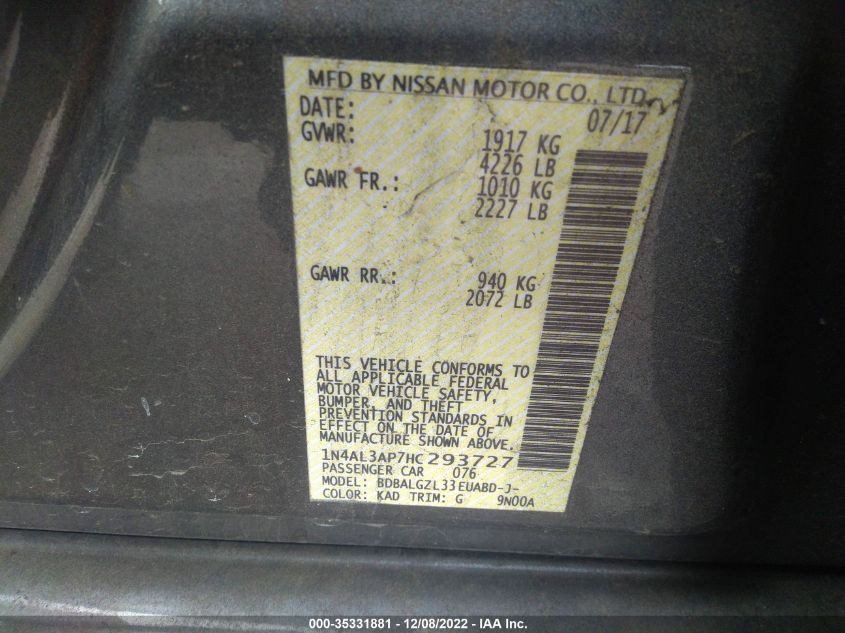 MFD BY NISSAN MOTOR CO., LTD.
DATE: 07/17
GVWR: 1917 KG
4226 LB
GAWR FR.: 1010 KG
2227 LB
GAWR RR.: 940 KG
2072 LB
THIS VEHICLE CONFORMS TO
ALL APPLICABLE FEDERAL
MOTOR VEHICLE SAFETY,
BUMPER, AND THEFT
PREVENTION STANDARDS IN
EFFECT ON THE DATE OF
MANUFACTURE SHOWN ABOVE.
1N4AL3AP7HC293727
PASSENGER CAR 076
MODEL: BDBALGZL33EUABD-J-
COLOR: KAD TRIM: G 9N00A
000-35331881 - 12/08/2022 - IAA Inc.